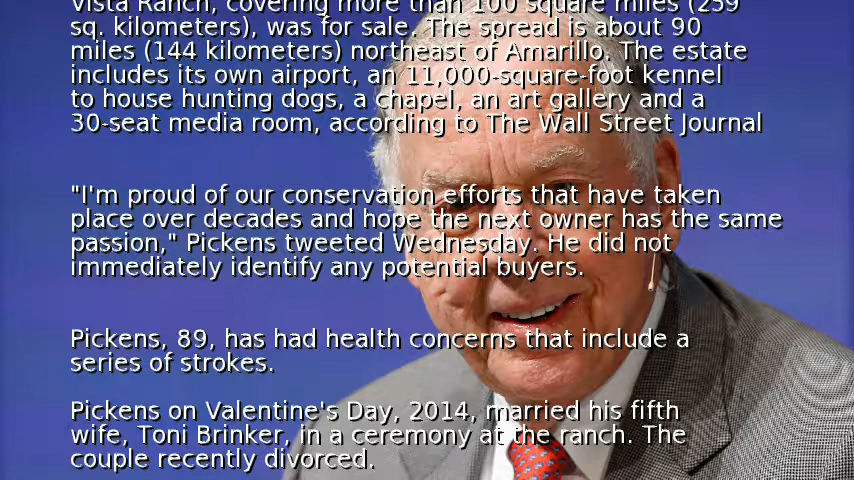 Vista Ranch, covering more than 100 square miles (259
sq. kilometers), was for sale. The spread is about 90
miles (144 kilometers) northeast of Amarillo. The estate
includes its own airport, an 11,000-square-foot kennel
to house hunting dogs, a chapel, an art gallery and a
30-seat media room, according to The Wall Street Journal
"I'm proud of our conservation efforts that have taken
place over decades and hope the next owner has the same
passion," Pickens tweeted Wednesday. He did not
immediately identify any potential buyers.
Pickens, 89, has had health concerns that include a
series of strokes.
Pickens on Valentine's Day, 2014, married his fifth
wife, Toni Brinker, in a ceremony at the ranch. The
couple recently divorced.